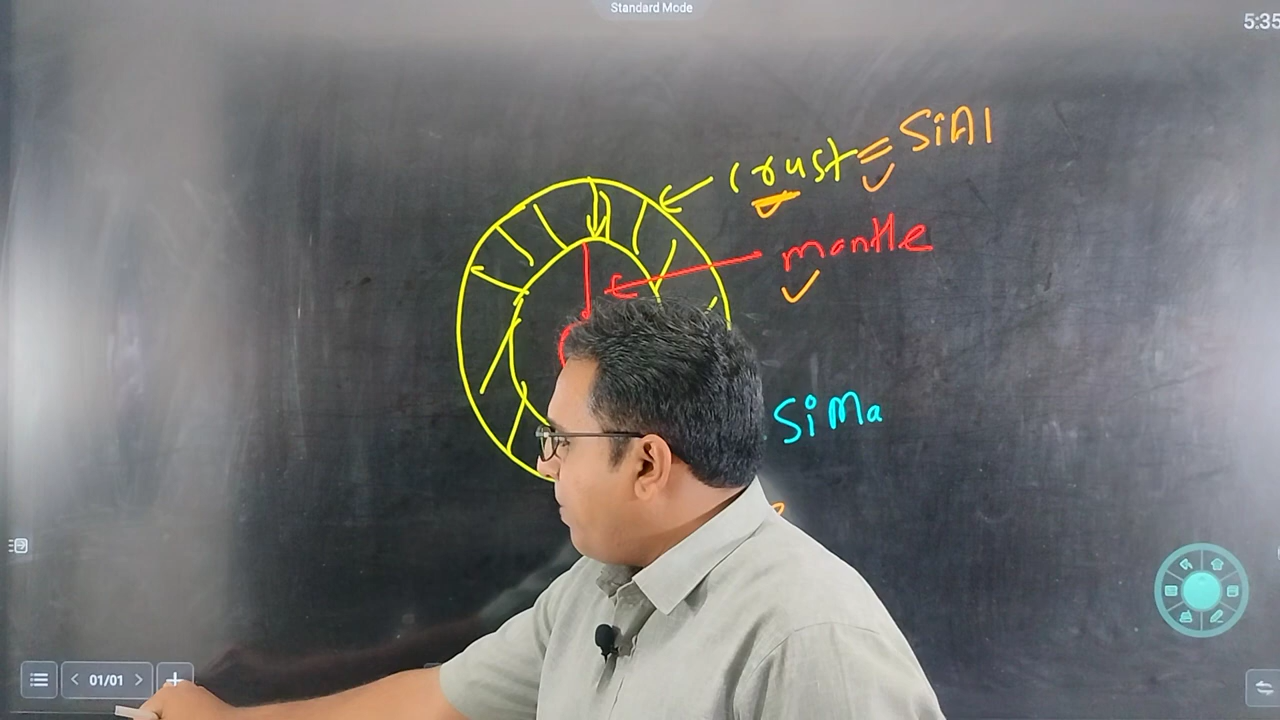 Standard Mode
5:35
crust = SiAl
mantle
SiMa
01/01